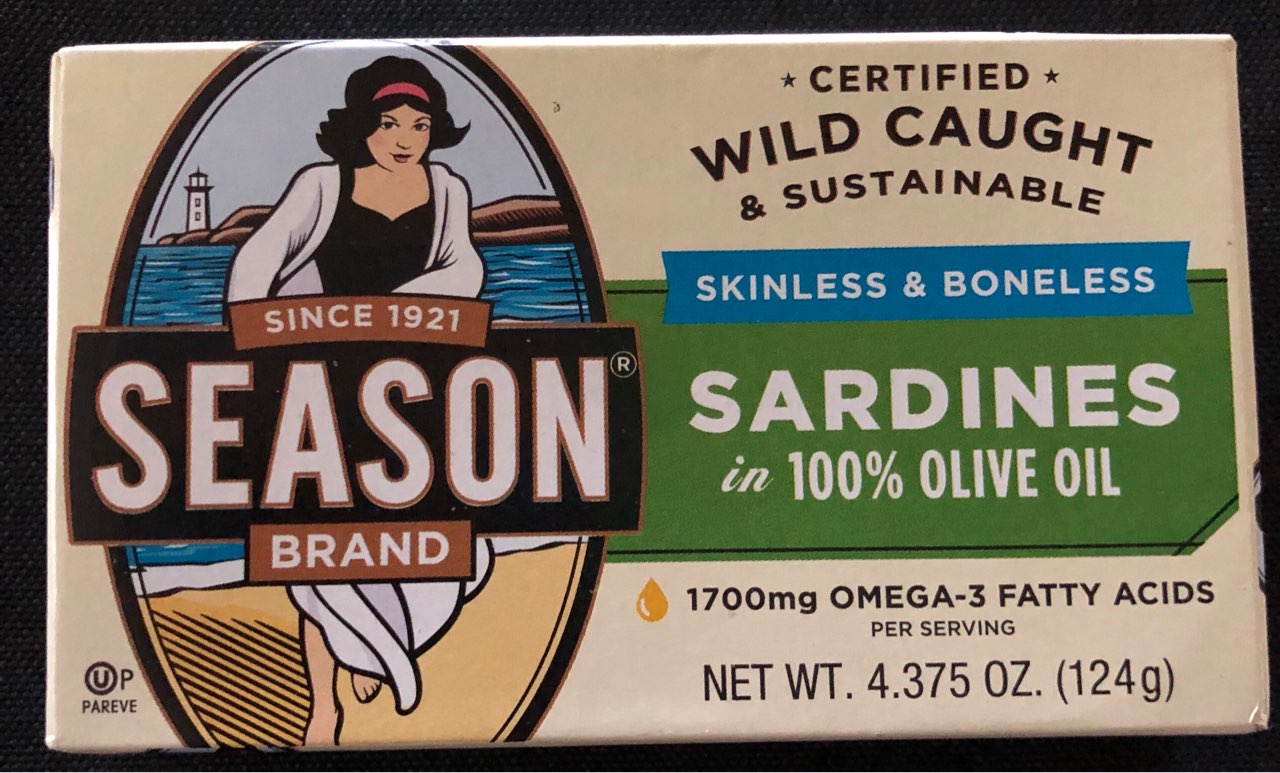 SINCE 1921
SEASON®
BRAND
ⓊP
PAREVE
★ CERTIFIED ★
WILD CAUGHT
& SUSTAINABLE
SKINLESS & BONELESS
SARDINES
in 100% OLIVE OIL
1700mg OMEGA-3 FATTY ACIDS
PER SERVING
NET WT. 4.375 OZ. (124g)